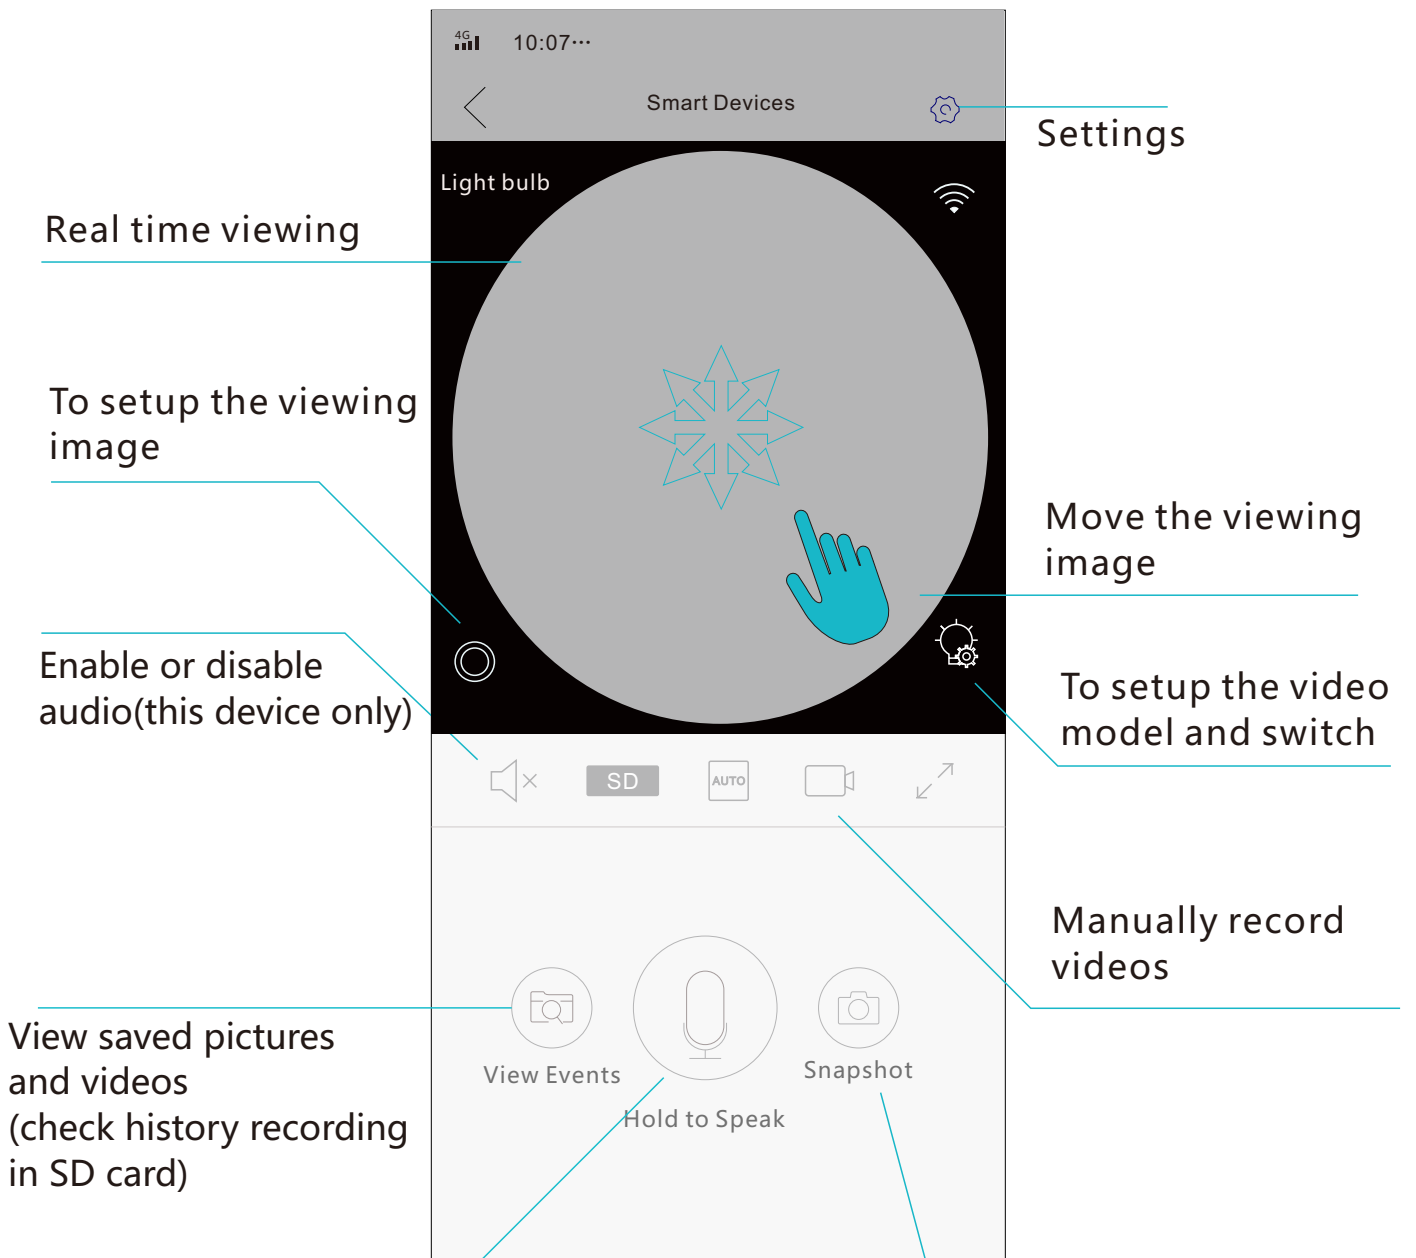 4G 10:07···
Smart Devices
Settings
Light bulb
Real time viewing
To setup the viewing
image
Move the viewing
image
Enable or disable
audio(this device only)
To setup the video
model and switch
SD
AUTO
Manually record
videos
View saved pictures
and videos
(check history recording
in SD card)
View Events
Snapshot
Hold to Speak